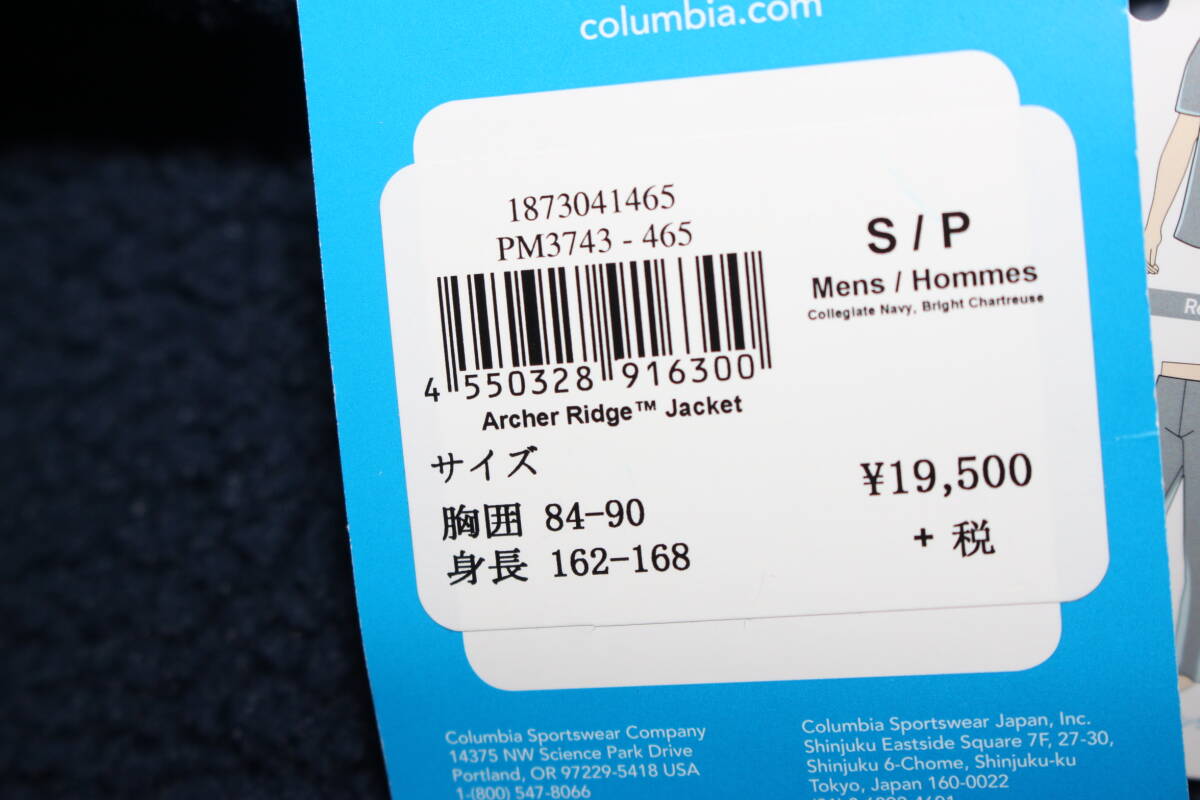 columbia.com
1873041465
PM3743 - 465
4 550328 916300
Archer Ridge™ Jacket
S / P
Mens / Hommes
Collegiate Navy, Bright Chartreuse
サイズ
胸囲 84-90
身長 162-168
¥19,500
+ 税
Columbia Sportswear Company
14375 NW Science Park Drive
Portland, OR 97229-5418 USA
1-(800) 547-8066
Columbia Sportswear Japan, Inc.
Shinjuku Eastside Square 7F, 27-30,
Shinjuku 6-Chome, Shinjuku-ku
Tokyo, Japan 160-0022